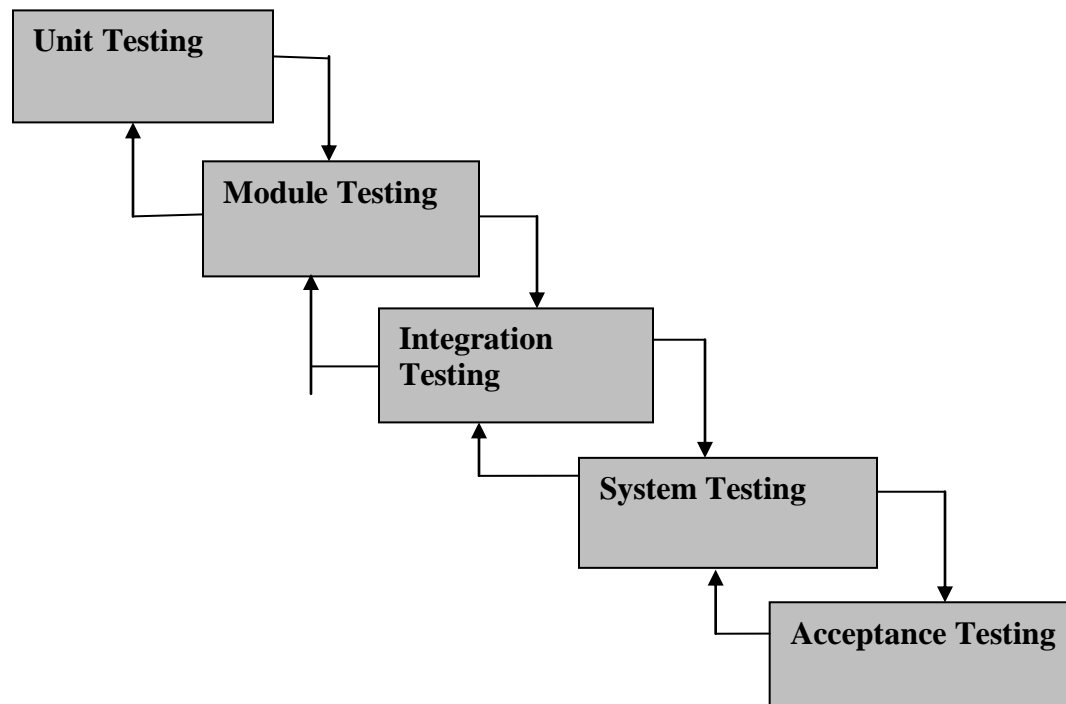 Unit Testing
Module Testing
Integration
Testing
System Testing
Acceptance Testing